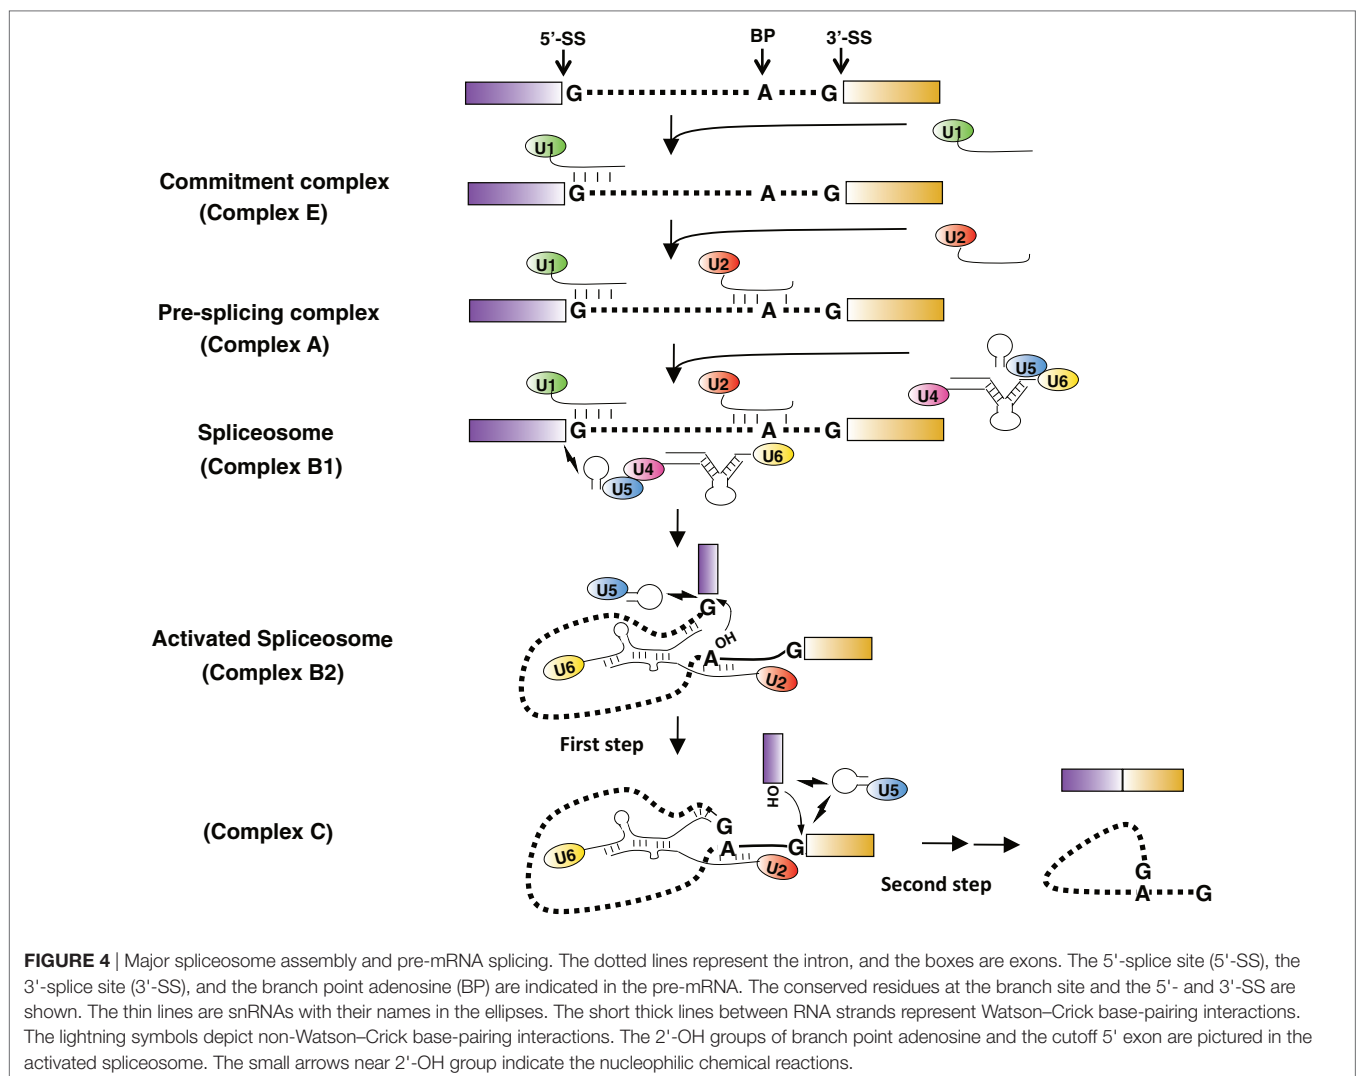 5'-SS BP 3'-SS
G A G
U1
U1
Commitment complex
(Complex E)
G A G
U2
U1 U2
Pre-splicing complex
(Complex A)
G A G
U5
U6
U4
U1 U2
Spliceosome
(Complex B1)
G A G
U6
U4
U5
U5
G
OH
Activated Spliceosome
(Complex B2)
A G
U6
U2
First step
OH
U5
(Complex C)
G
A G
U6
U2
Second step
G
A G
FIGURE 4 | Major spliceosome assembly and pre-mRNA splicing. The dotted lines represent the intron, and the boxes are exons. The 5'-splice site (5'-SS), the
3'-splice site (3'-SS), and the branch point adenosine (BP) are indicated in the pre-mRNA. The conserved residues at the branch site and the 5'- and 3'-SS are
shown. The thin lines are snRNAs with their names in the ellipses. The short thick lines between RNA strands represent Watson–Crick base-pairing interactions.
The lightning symbols depict non-Watson–Crick base-pairing interactions. The 2'-OH groups of branch point adenosine and the cutoff 5' exon are pictured in the
activated spliceosome. The small arrows near 2'-OH group indicate the nucleophilic chemical reactions.